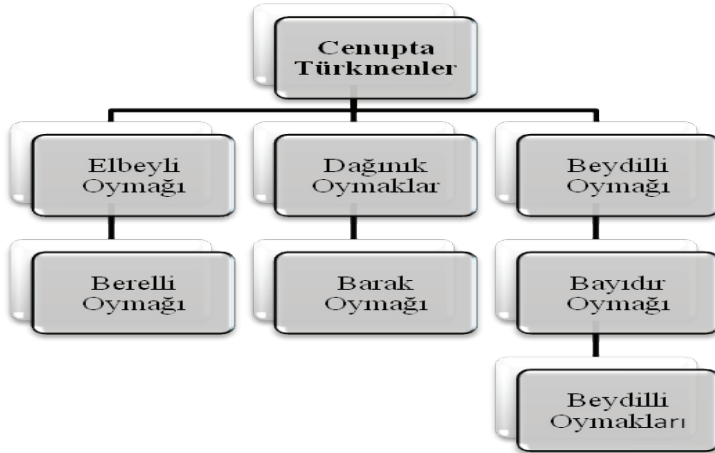 Cenupta
Türkmenler
Elbeyli
Oymağı
Dağınık
Oymaklar
Beydilli
Oymağı
Berelli
Oymağı
Barak
Oymağı
Bayıdır
Oymağı
Beydilli
Oymakları